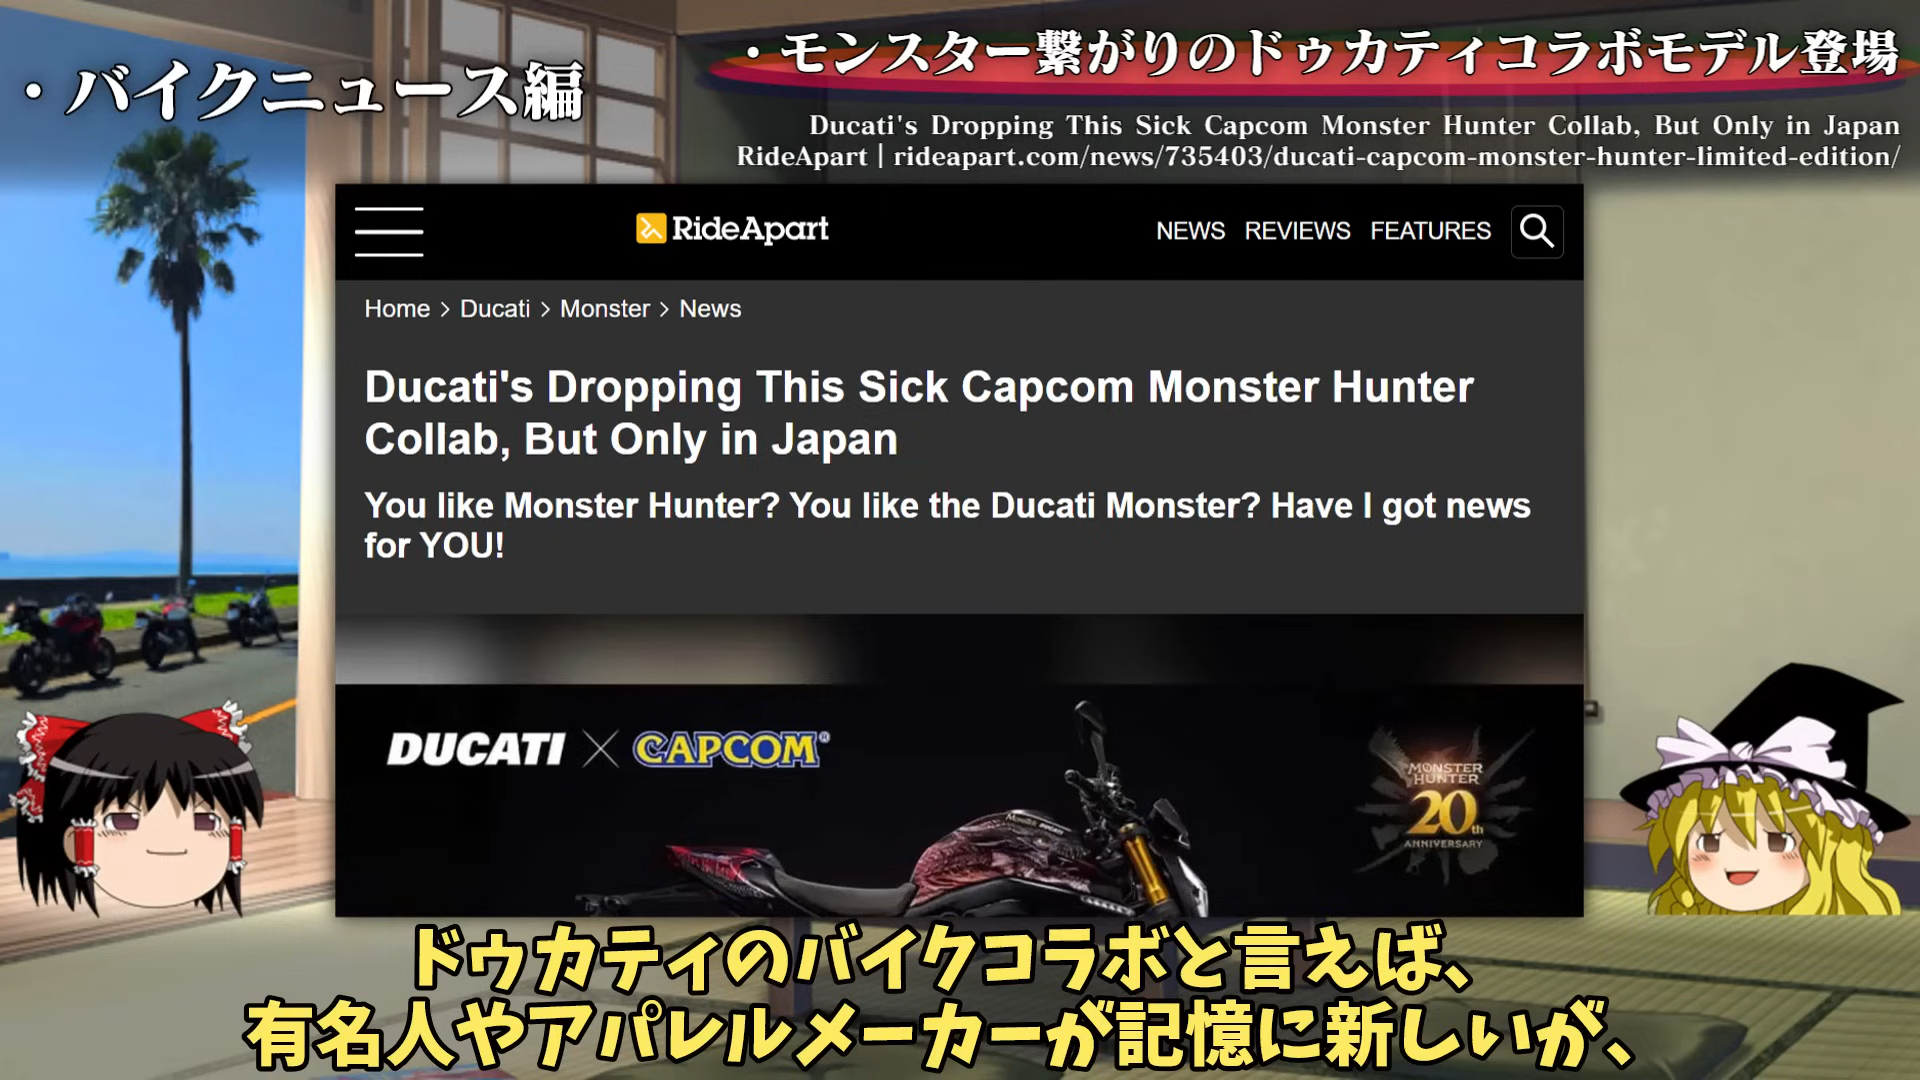 ・バイクニュース編
・モンスター繋がりのドゥカティコラボモデル登場
Ducati's Dropping This Sick Capcom Monster Hunter Collab, But Only in Japan
RideApart | rideapart.com/news/735403/ducati-capcom-monster-hunter-limited-edition/
RideApart
NEWS REVIEWS FEATURES
Home > Ducati > Monster > News
Ducati's Dropping This Sick Capcom Monster Hunter
Collab, But Only in Japan
You like Monster Hunter? You like the Ducati Monster? Have I got news
for YOU!
DUCATI × CAPCOM®
MONSTER
HUNTER
20th
ANNIVERSARY
MONSTER DUCATI
ドゥカティのバイクコラボと言えば、
有名人やアパレルメーカーが記憶に新しいが、